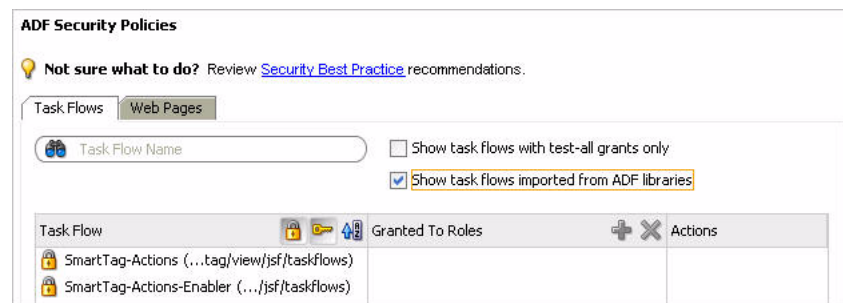 ADF Security Policies
Not sure what to do? Review Security Best Practice recommendations.
Task Flows Web Pages
Task Flow Name
Show task flows with test-all grants only
Show task flows imported from ADF libraries
Task Flow Granted To Roles Actions
SmartTag-Actions (...tag/view/jsf/taskflows)
SmartTag-Actions-Enabler (.../jsf/taskflows)